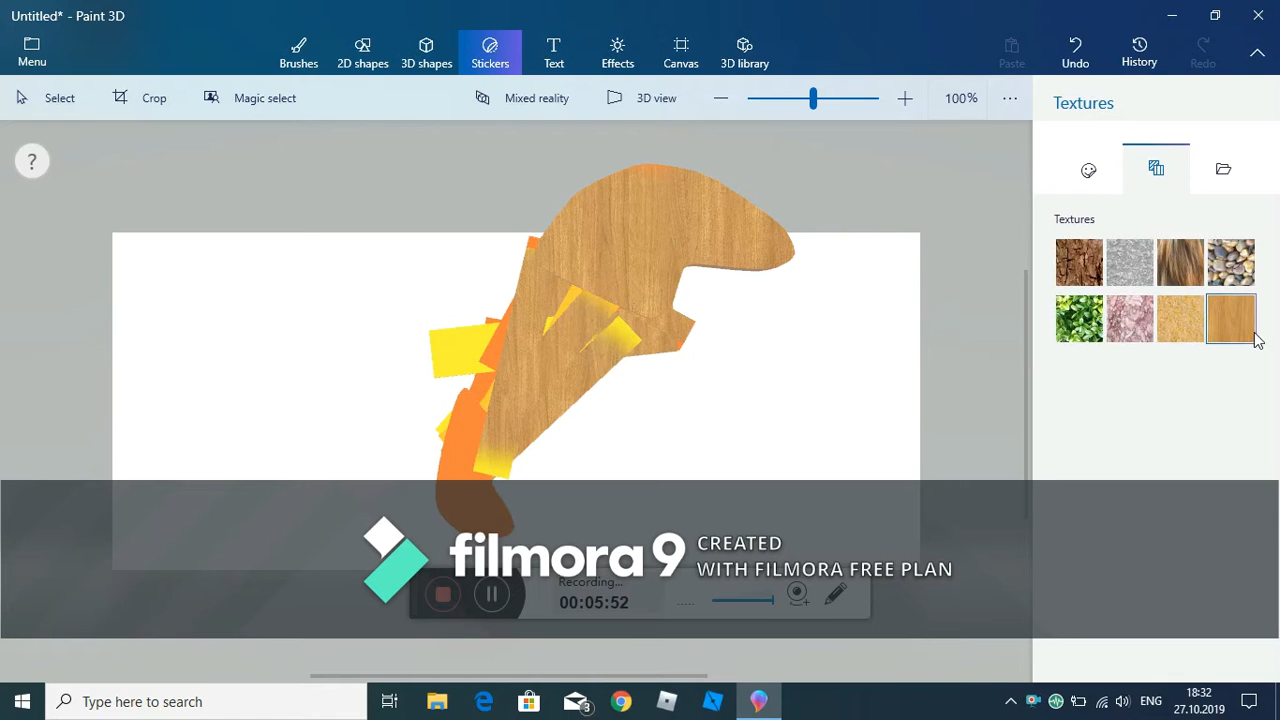 Untitled* - Paint 3D
Menu
Brushes
2D shapes
3D shapes
Stickers
Text
Effects
Canvas
3D library
Paste
Undo
History
Redo
Select
Crop
Magic select
Mixed reality
3D view
100%
Textures
?
Textures
filmora 9 CREATED
WITH FILMORA FREE PLAN
Recording...
00:05:52
Type here to search
3
ENG
18:32
27.10.2019